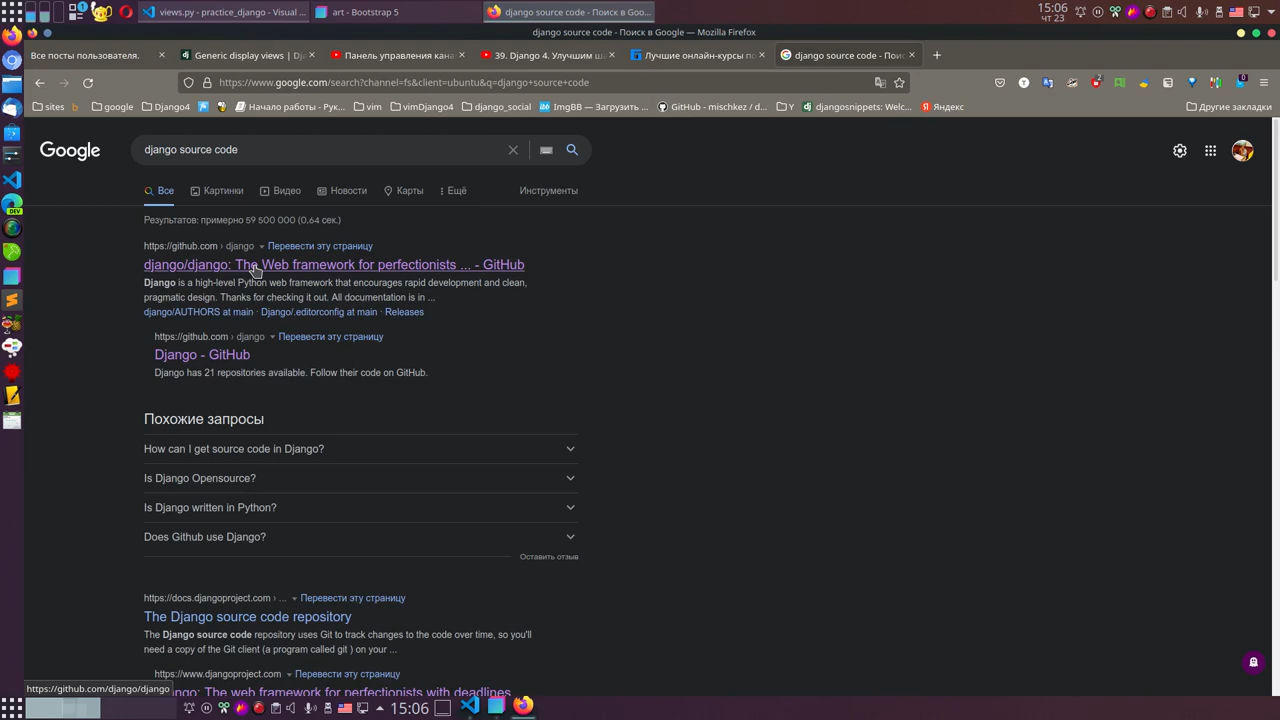 views.py - practice_django - Visual ...
art - Bootstrap 5
django source code - Поиск в Goo...
15:06
чт 23
django source code - Поиск в Google — Mozilla Firefox
Все посты пользователя.
Generic display views | Dja
Панель управления кана
39. Django 4. Улучшим ш
Лучшие онлайн-курсы по
django source code - Пои
https://www.google.com/search?channel=fs&client=ubuntu&q=django+source+code
sites
b
google
Django4
Начало работы - Рук...
vim
vimDjango4
django_social
ImgBB — Загрузить ...
GitHub - mischkez / d...
Y
djangosnippets: Welc...
Яндекс
Другие закладки
Google
django source code
Все
Картинки
Видео
Новости
Карты
Ещё
Инструменты
Результатов: примерно 59 500 000 (0,64 сек.)
https://github.com › django
Перевести эту страницу
django/django: The Web framework for perfectionists ... - GitHub
Django is a high-level Python web framework that encourages rapid development and clean,
pragmatic design. Thanks for checking it out. All documentation is in ...
django/AUTHORS at main · Django/.editorconfig at main · Releases
https://github.com › django
Перевести эту страницу
Django - GitHub
Django has 21 repositories available. Follow their code on GitHub.
Похожие запросы
How can I get source code in Django?
Is Django Opensource?
Is Django written in Python?
Does Github use Django?
Оставить отзыв
https://docs.djangoproject.com › ...
Перевести эту страницу
The Django source code repository
The Django source code repository uses Git to track changes to the code over time, so you'll
need a copy of the Git client (a program called git ) on your ...
https://www.djangoproject.com
Перевести эту страницу
ngo: The web framework for perfectionists with deadlines
https://github.com/django/django
DEV
15:06